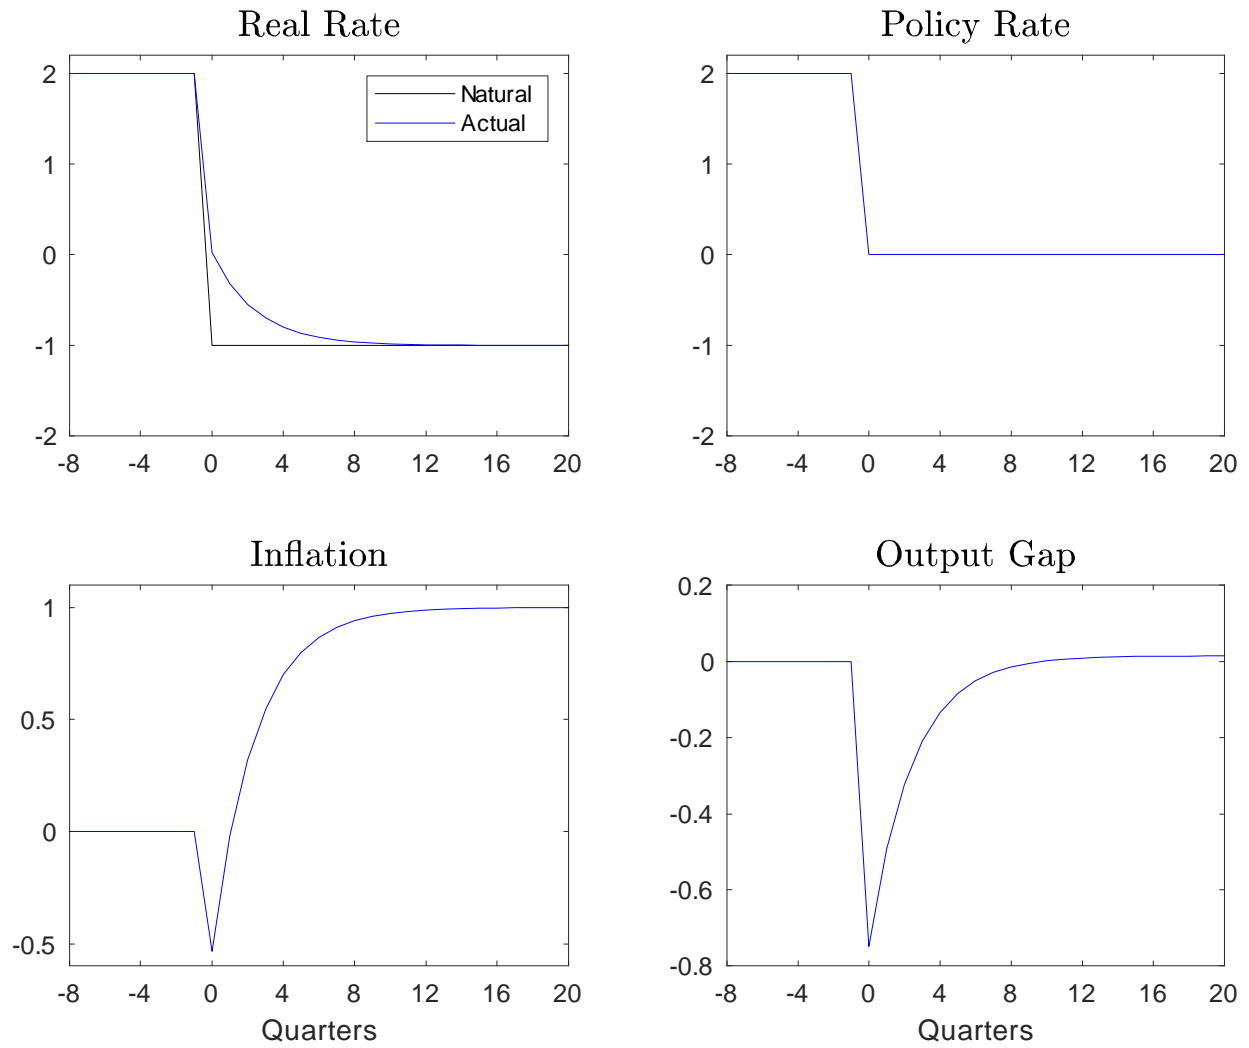 Real Rate
2
1
0
-1
-2
-8 -4 0 4 8 12 16 20
Natural
Actual
Policy Rate
2
1
0
-1
-2
-8 -4 0 4 8 12 16 20
Inflation
1
0.5
0
-0.5
-8 -4 0 4 8 12 16 20
Quarters
Output Gap
0.2
0
-0.2
-0.4
-0.6
-0.8
-8 -4 0 4 8 12 16 20
Quarters